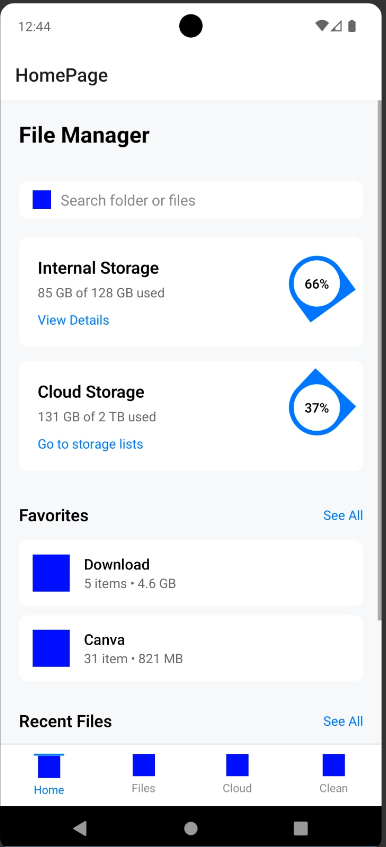 12:44
HomePage
File Manager
Search folder or files
Internal Storage
85 GB of 128 GB used
View Details
66%
Cloud Storage
131 GB of 2 TB used
Go to storage lists
37%
Favorites
See All
Download
5 items • 4.6 GB
Canva
31 item • 821 MB
Recent Files
See All
Home
Files
Cloud
Clean